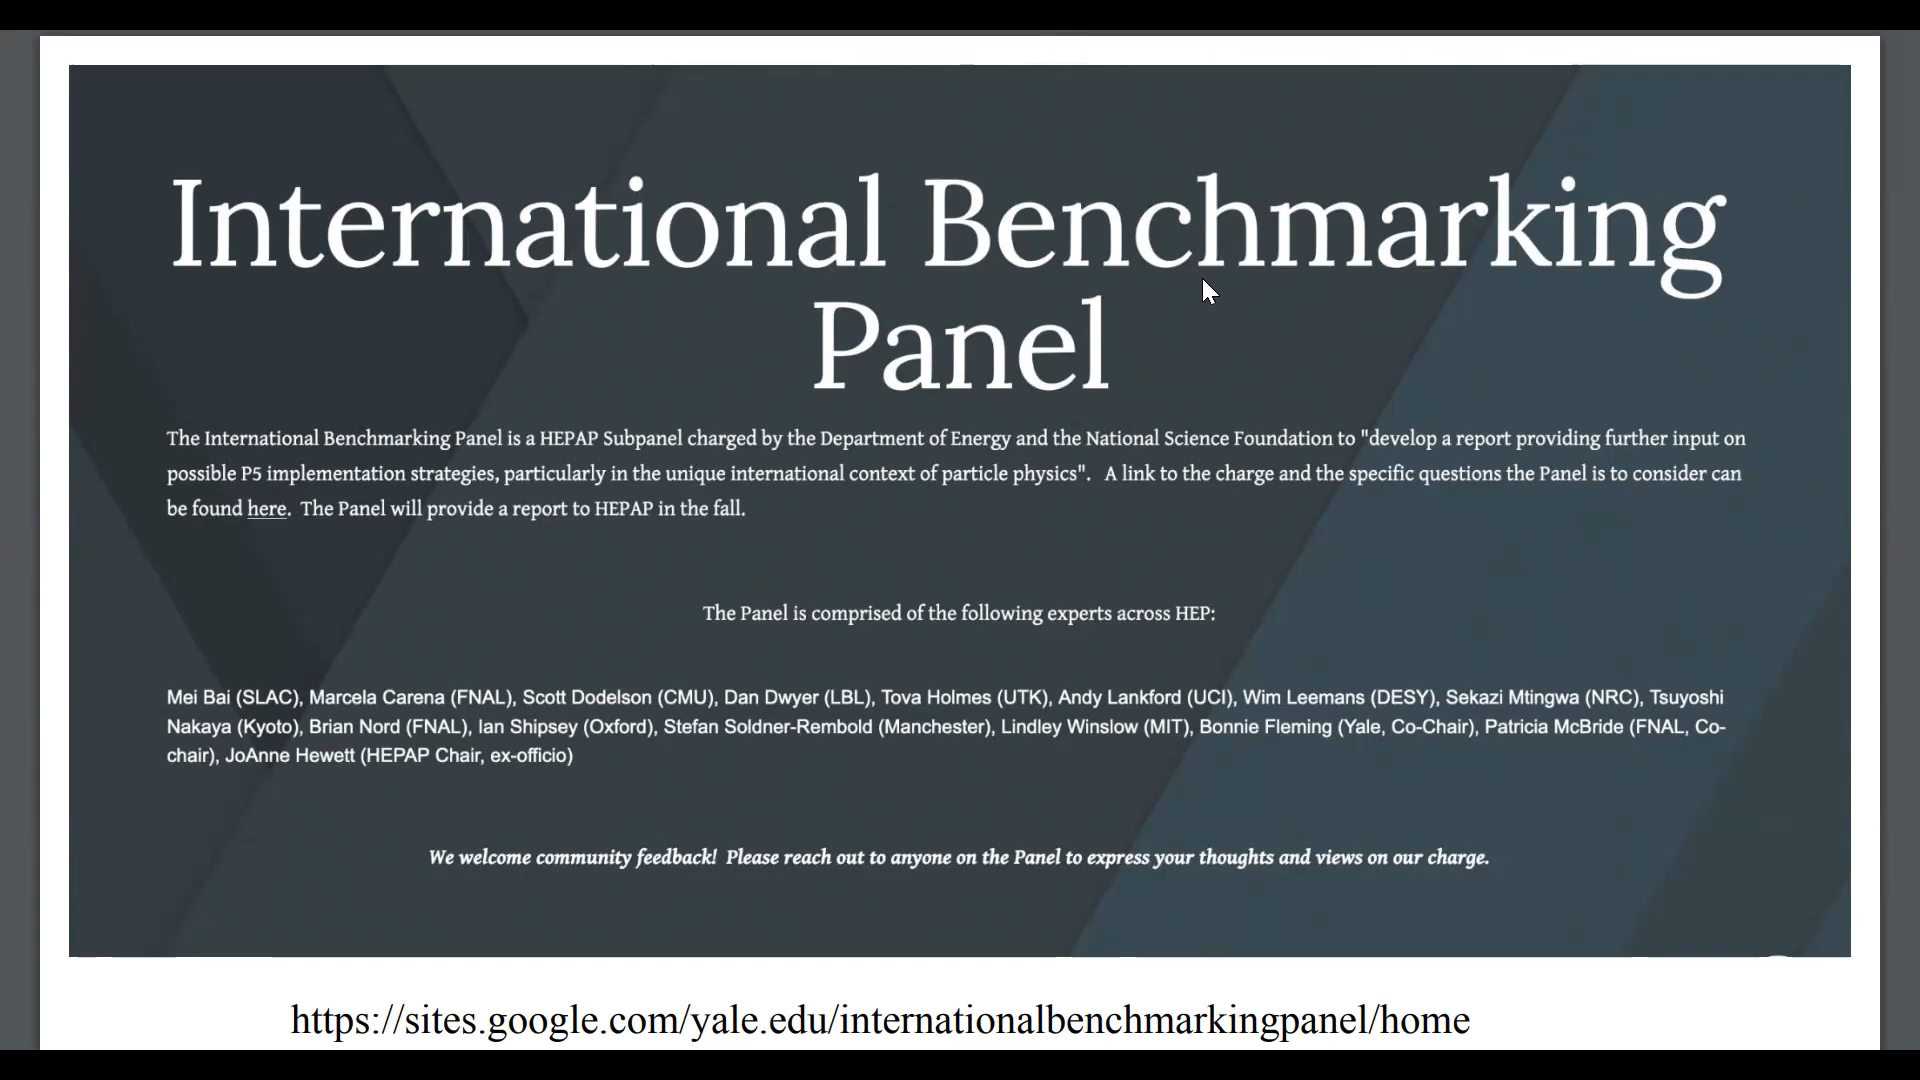 International Benchmarking
Panel
The International Benchmarking Panel is a HEPAP Subpanel charged by the Department of Energy and the National Science Foundation to "develop a report providing further input on
possible P5 implementation strategies, particularly in the unique international context of particle physics".   A link to the charge and the specific questions the Panel is to consider can
be found here.  The Panel will provide a report to HEPAP in the fall.
The Panel is comprised of the following experts across HEP:
Mei Bai (SLAC), Marcela Carena (FNAL), Scott Dodelson (CMU), Dan Dwyer (LBL), Tova Holmes (UTK), Andy Lankford (UCI), Wim Leemans (DESY), Sekazi Mtingwa (NRC), Tsuyoshi
Nakaya (Kyoto), Brian Nord (FNAL), Ian Shipsey (Oxford), Stefan Soldner-Rembold (Manchester), Lindley Winslow (MIT), Bonnie Fleming (Yale, Co-Chair), Patricia McBride (FNAL, Co-
chair), JoAnne Hewett (HEPAP Chair, ex-officio)
We welcome community feedback!  Please reach out to anyone on the Panel to express your thoughts and views on our charge.
https://sites.google.com/yale.edu/internationalbenchmarkingpanel/home